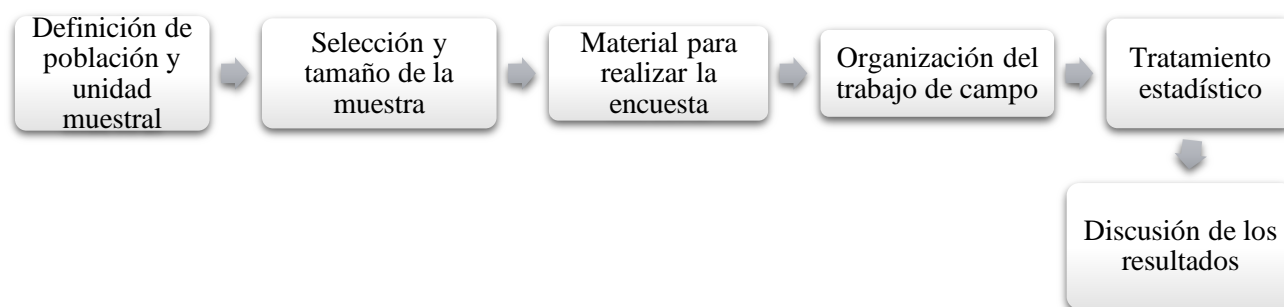 Definición de
población y
unidad
muestral
Selección y
tamaño de la
muestra
Material para
realizar la
encuesta
Organización del
trabajo de campo
Tratamiento
estadístico
Discusión de los
resultados